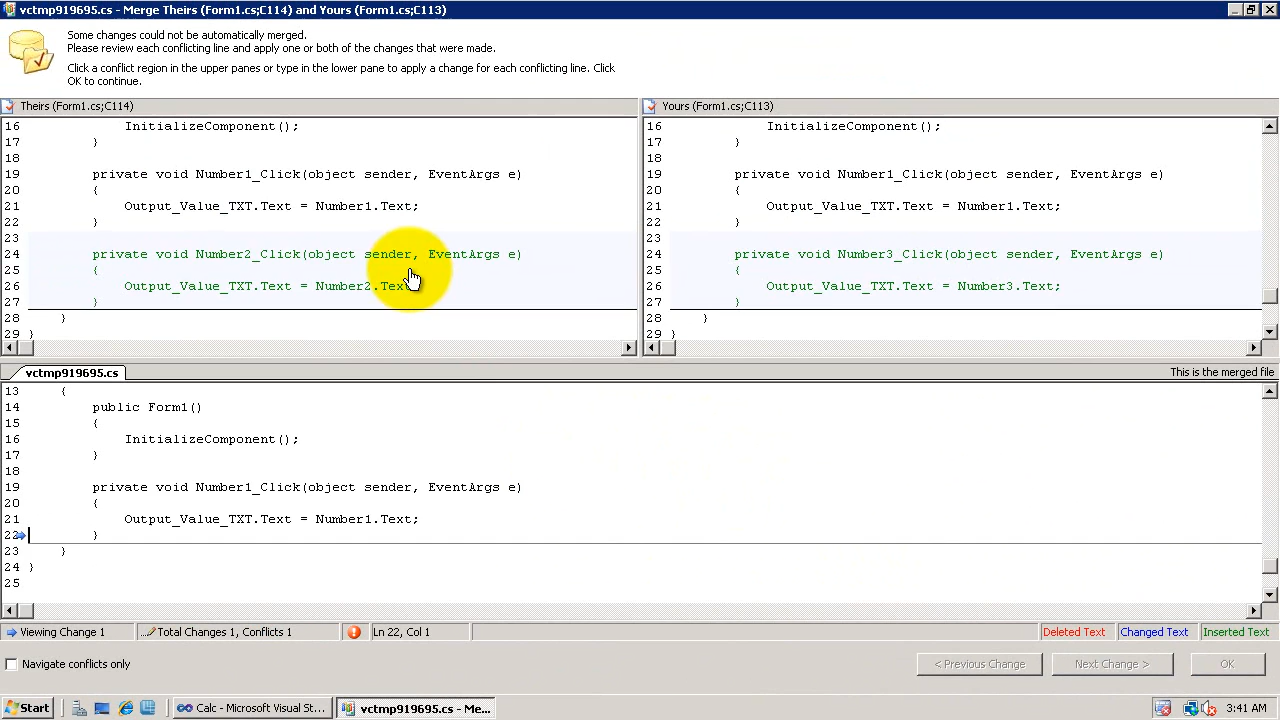 vctmp919695.cs - Merge Theirs (Form1.cs;C114) and Yours (Form1.cs;C113)
Some changes could not be automatically merged.
Please review each conflicting line and apply one or both of the changes that were made.
Click a conflict region in the upper panes or type in the lower pane to apply a change for each conflicting line. Click
OK to continue.
Theirs (Form1.cs;C114)
16 InitializeComponent();
17 }
18
19 private void Number1_Click(object sender, EventArgs e)
20 {
21 Output_Value_TXT.Text = Number1.Text;
22 }
23
24 private void Number2_Click(object sender, EventArgs e)
25 {
26 Output_Value_TXT.Text = Number2.Text
27 }
28 }
29 }
Yours (Form1.cs;C113)
16 InitializeComponent();
17 }
18
19 private void Number1_Click(object sender, EventArgs e)
20 {
21 Output_Value_TXT.Text = Number1.Text;
22 }
23
24 private void Number3_Click(object sender, EventArgs e)
25 {
26 Output_Value_TXT.Text = Number3.Text;
27 }
28 }
29 }
vctmp919695.cs This is the merged file
13 {
14 public Form1()
15 {
16 InitializeComponent();
17 }
18
19 private void Number1_Click(object sender, EventArgs e)
20 {
21 Output_Value_TXT.Text = Number1.Text;
22 }
23 }
24 }
25
Viewing Change 1 Total Changes 1, Conflicts 1 Ln 22, Col 1 Deleted Text Changed Text Inserted Text
Navigate conflicts only < Previous Change Next Change > OK
Start Calc - Microsoft Visual St... vctmp919695.cs - Me... 3:41 AM